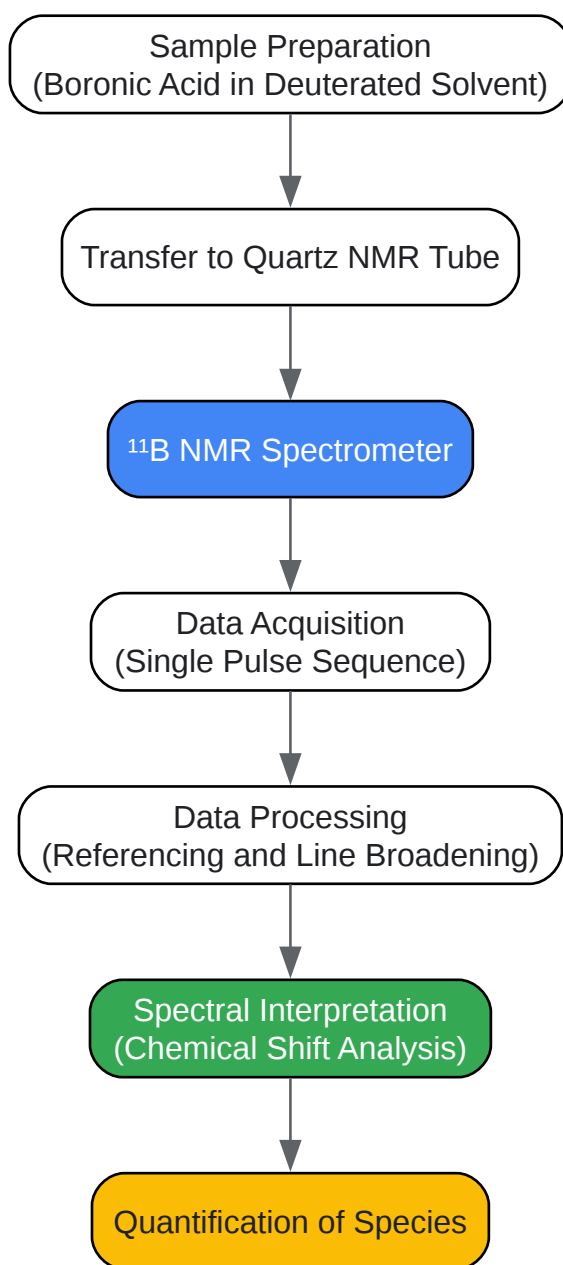 Sample Preparation
(Boronic Acid in Deuterated Solvent)
Transfer to Quartz NMR Tube
¹¹B NMR Spectrometer
Data Acquisition
(Single Pulse Sequence)
Data Processing
(Referencing and Line Broadening)
Spectral Interpretation
(Chemical Shift Analysis)
Quantification of Species